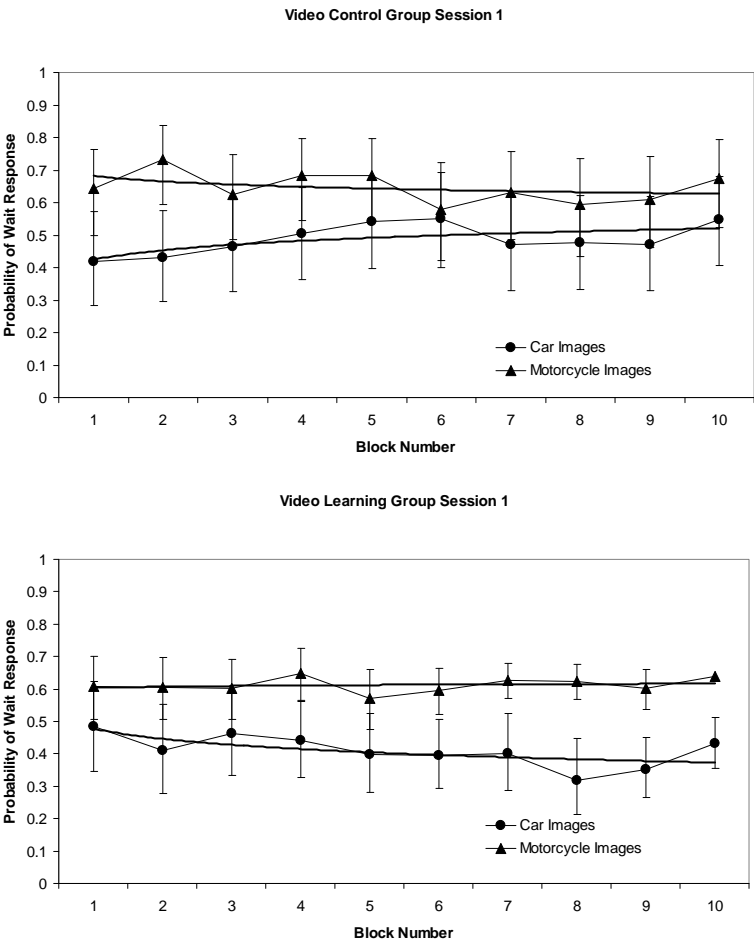 Video Control Group Session 1
Probability of Wait Response
1
0.9
0.8
0.7
0.6
0.5
0.4
0.3
0.2
0.1
0
Car Images
Motorcycle Images
1 2 3 4 5 6 7 8 9 10
Block Number
Video Learning Group Session 1
Probability of Wait Response
1
0.9
0.8
0.7
0.6
0.5
0.4
0.3
0.2
0.1
0
Car Images
Motorcycle Images
1 2 3 4 5 6 7 8 9 10
Block Number